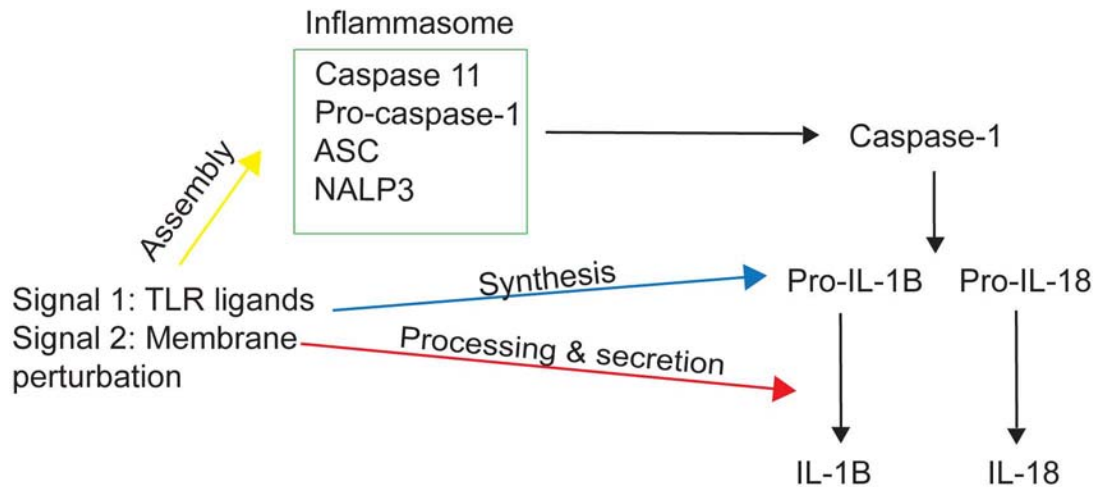 Inflammasome
Caspase 11
Pro-caspase-1
ASC
NALP3
Caspase-1
Assembly
Signal 1: TLR ligands
Signal 2: Membrane
perturbation
Synthesis
Processing & secretion
Pro-IL-1B
Pro-IL-18
IL-1B
IL-18